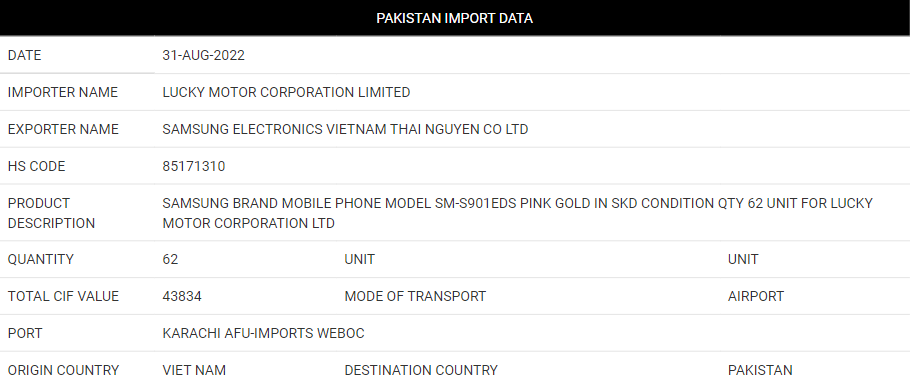 PAKISTAN IMPORT DATA
DATE 31-AUG-2022
IMPORTER NAME LUCKY MOTOR CORPORATION LIMITED
EXPORTER NAME SAMSUNG ELECTRONICS VIETNAM THAI NGUYEN CO LTD
HS CODE 85171310
PRODUCT SAMSUNG BRAND MOBILE PHONE MODEL SM-S901EDS PINK GOLD IN SKD CONDITION QTY 62 UNIT FOR LUCKY
DESCRIPTION MOTOR CORPORATION LTD
QUANTITY 62 UNIT UNIT
TOTAL CIF VALUE 43834 MODE OF TRANSPORT AIRPORT
PORT KARACHI AFU-IMPORTS WEBOC
ORIGIN COUNTRY VIET NAM DESTINATION COUNTRY PAKISTAN